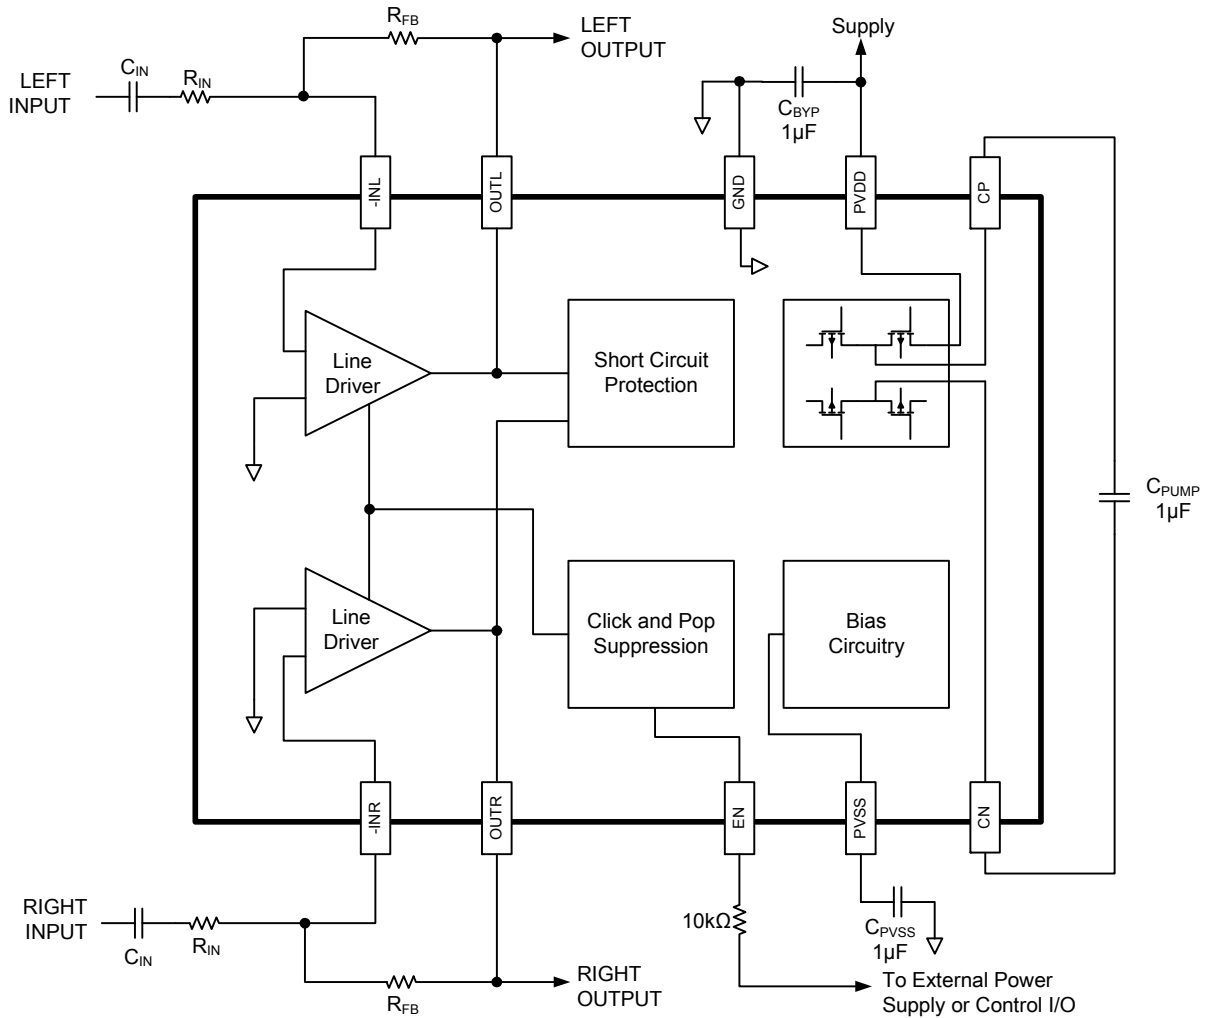 LEFT
INPUT
C_IN
R_IN
R_FB
LEFT
OUTPUT
Supply
C_BYP
1µF
-INL
OUTL
GND
PVDD
CP
Line
Driver
Short Circuit
Protection
C_PUMP
1µF
Line
Driver
Click and Pop
Suppression
Bias
Circuitry
-INR
OUTR
EN
PVSS
CN
RIGHT
INPUT
C_IN
R_IN
R_FB
RIGHT
OUTPUT
10kΩ
C_PVSS
1µF
To External Power
Supply or Control I/O